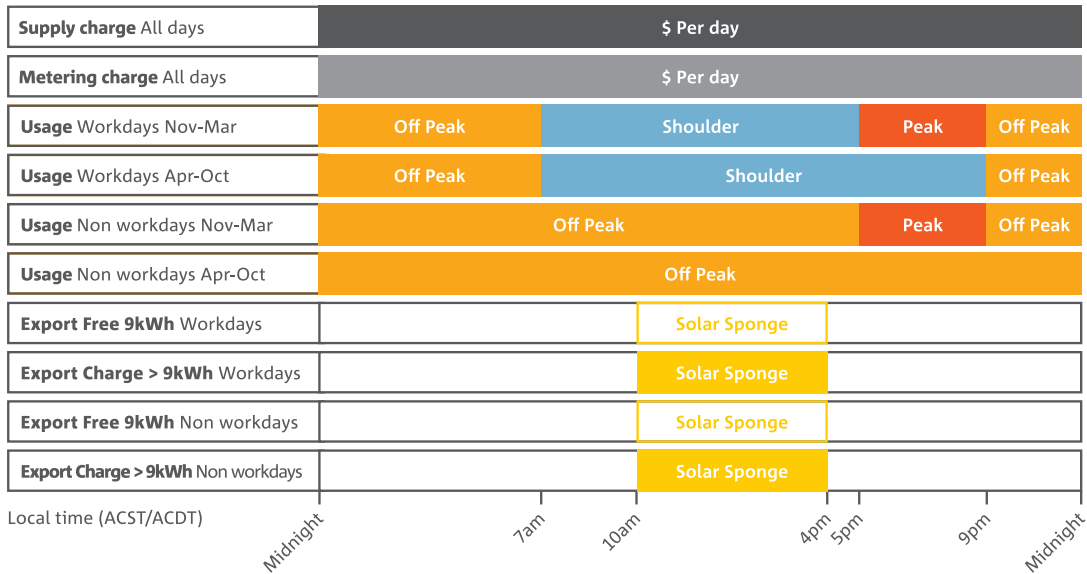 Supply charge All days $ Per day
Metering charge All days $ Per day
Usage Workdays Nov-Mar Off Peak Shoulder Peak Off Peak
Usage Workdays Apr-Oct Off Peak Shoulder Off Peak
Usage Non workdays Nov-Mar Off Peak Peak Off Peak
Usage Non workdays Apr-Oct Off Peak
Export Free 9kWh Workdays Solar Sponge
Export Charge > 9kWh Workdays Solar Sponge
Export Free 9kWh Non workdays Solar Sponge
Export Charge > 9kWh Non workdays Solar Sponge
Local time (ACST/ACDT) Midnight 7am 10am 4pm 5pm 9pm Midnight